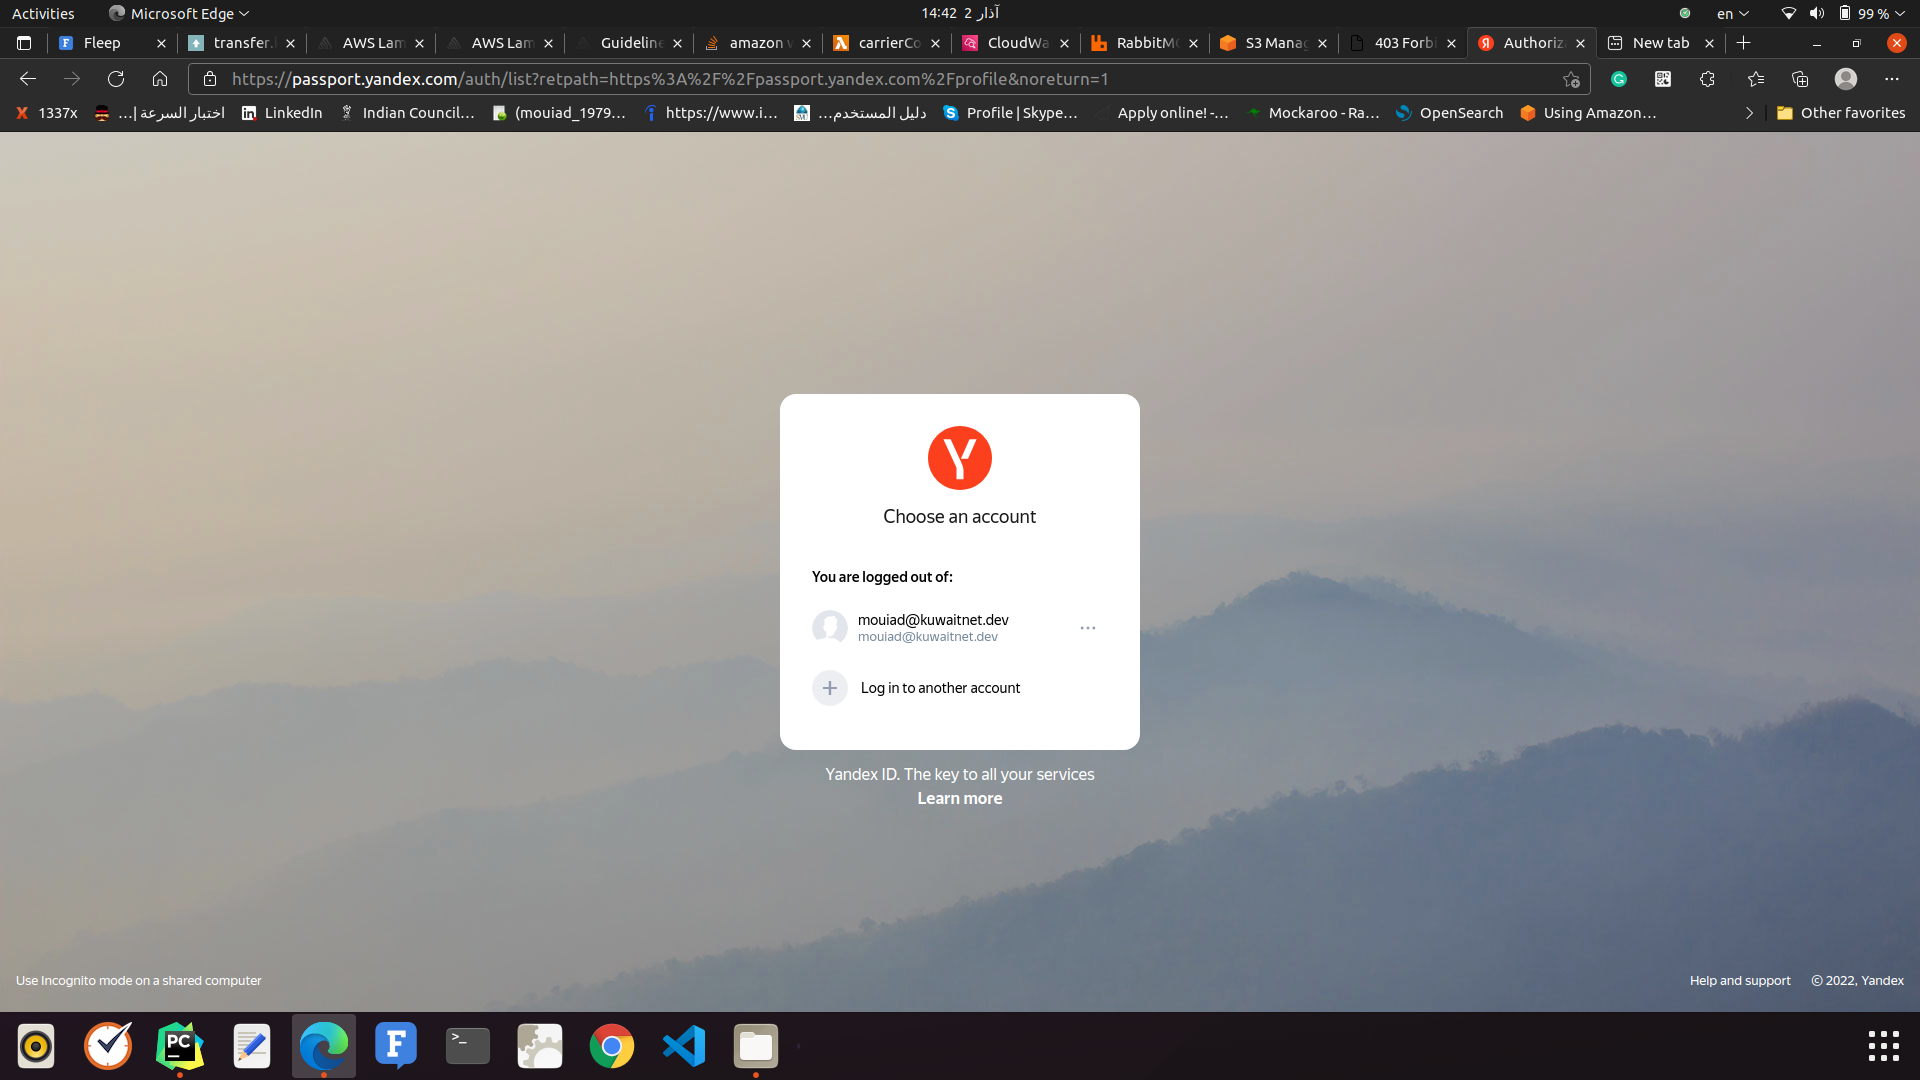 Activities
Microsoft Edge
14:42 2 آذار
en
99 %
Fleep
transfer.
AWS Lam
AWS Lam
Guideline
amazon w
carrierCo
CloudWa
RabbitMQ
S3 Manag
403 Forbi
Authoriz
New tab
https://passport.yandex.com/auth/list?retpath=https%3A%2F%2Fpassport.yandex.com%2Fprofile&noreturn=1
1337x
اختبار السرعة |...
LinkedIn
Indian Council...
(mouiad_1979...
https://www.i...
دليل المستخدم...
Profile | Skype...
Apply online! -...
Mockaroo - Ra...
OpenSearch
Using Amazon...
Other favorites
Choose an account
You are logged out of:
mouiad@kuwaitnet.dev
mouiad@kuwaitnet.dev
Log in to another account
Yandex ID. The key to all your services
Learn more
Use Incognito mode on a shared computer
Help and support
© 2022, Yandex